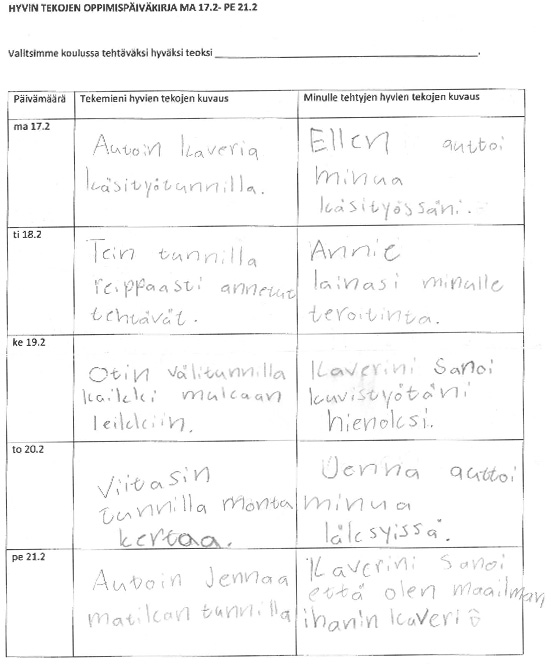 HYVIN TEKOJEN OPPIMISPÄIVÄKIRJA MA 17.2- PE 21.2
Valitsimme koulussa tehtäväksi hyväksi teoksi ______________________________.
Päivämäärä Tekemieni hyvien tekojen kuvaus Minulle tehtyjen hyvien tekojen kuvaus
ma 17.2
Autoin kaveria
käsityötunnilla.
Ellen auttoi
minua
käsityössäni.
ti 18.2
Tein tunnilla
reippaasti annetut
tehtävät.
Annie
lainasi minulle
teroitinta.
ke 19.2
Otin välitunnilla
kaikki mukaan
leikkiin.
Kaverini sanoi
kuvistyötäni
hienoksi.
to 20.2
Viitasin
tunnilla monta
kertaa.
Jenna auttoi
minua
läksyissä.
pe 21.2
Autoin Jennaa
matikan tunnilla
Kaverini sanoi
että olen maailman
ihanin kaveri